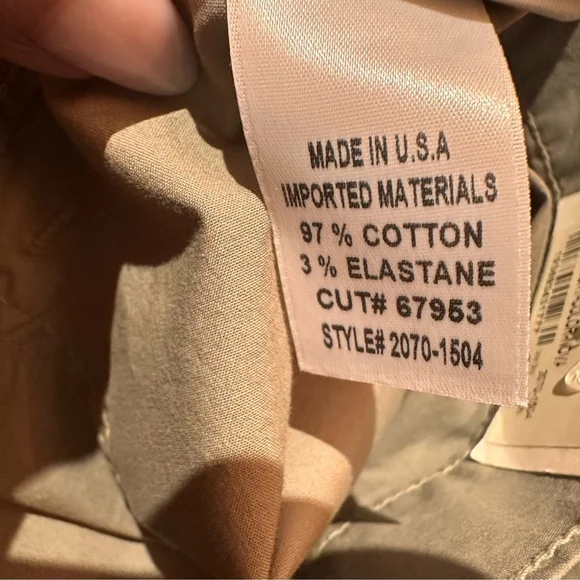 MADE IN U.S.A
IMPORTED MATERIALS
97 % COTTON
3 % ELASTANE
CUT# 67953
STYLE# 2070-1504